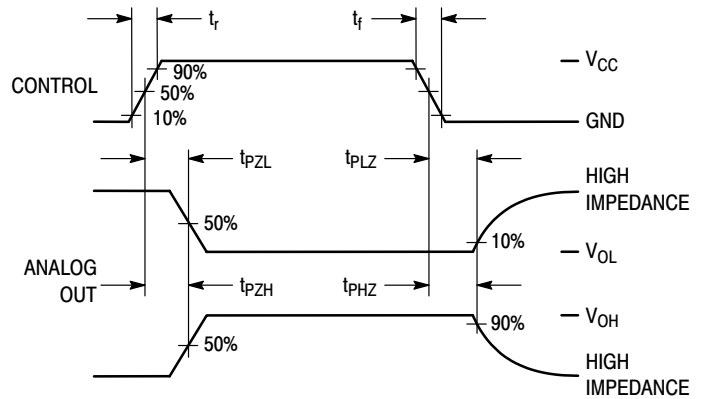 tr tf
90% VCC
CONTROL 50%
10% GND
tPZL tPLZ
HIGH
IMPEDANCE
50%
10%
VOL
ANALOG
OUT
tPZH tPHZ
VOH
90%
50%
HIGH
IMPEDANCE